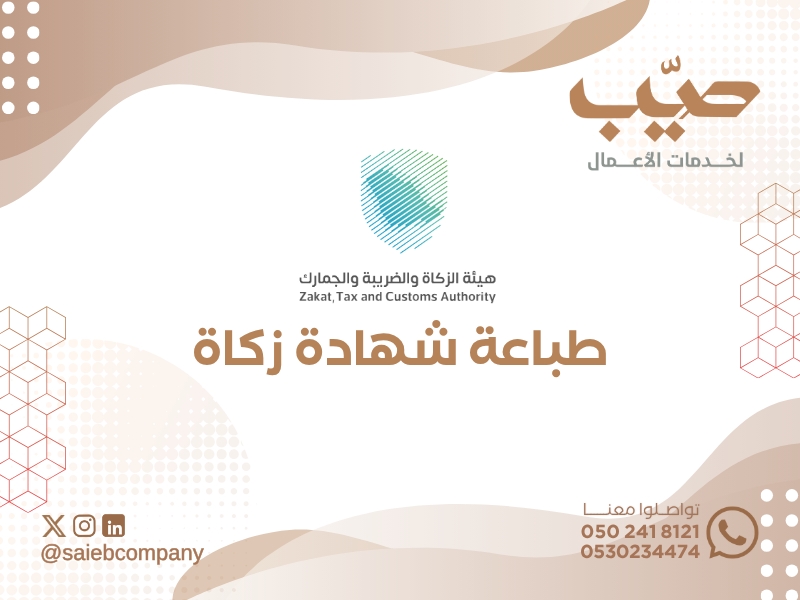 صيّب
لخدمات الأعمال
هيئة الزكاة والضريبة والجمارك
Zakat, Tax and Customs Authority
طباعة شهادة زكاة
تواصلوا معنا
050 241 8121
0530234474
@saiebcompany